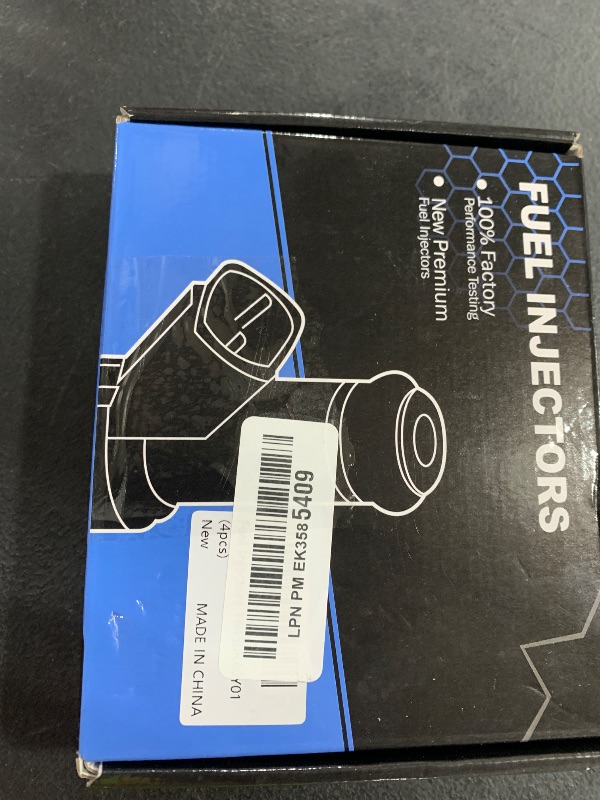 FUEL INJECTORS
● 100% Factory
Performance Testing
● New Premium
Fuel Injectors
LPN PM EK3585409
Y01
(4pcs)
New MADE IN CHINA